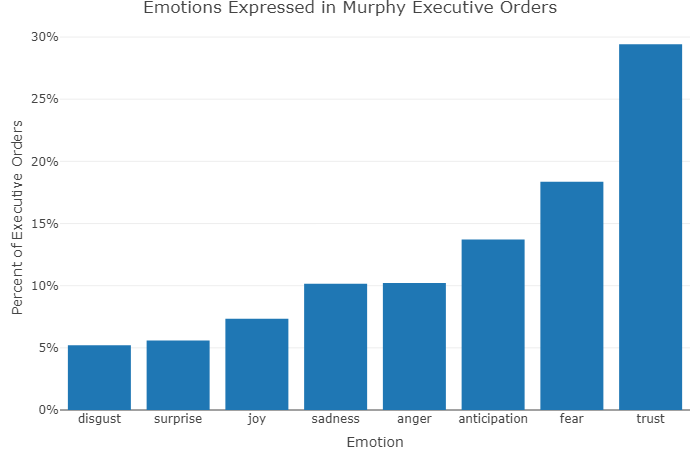 Emotions Expressed in Murphy Executive Orders
30%
25%
20%
15%
10%
5%
0%
Percent of Executive Orders
disgust surprise joy sadness anger anticipation fear trust
Emotion